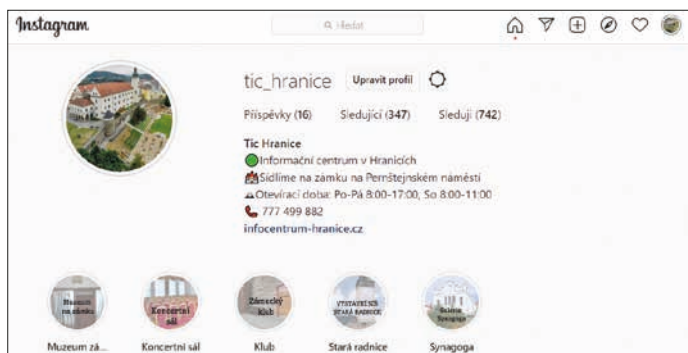 Instagram
Hledat
tic_hranice Upravit profil
Příspěvky (16) Sledující (347) Sleduji (742)
Tic Hranice
Informační centrum v Hranicích
Sídlíme na zámku na Pernštejnském náměstí
Otevírací doba: Po-Pá 8:00-17:00, So 8:00-11:00
777 499 882
infocentrum-hranice.cz
Muzeum na zámku
Koncertní sál
Zámecký klub
VÝSTAVNÍ SÍŇ STARÁ RADNICE
Galerie Synagoga
Muzeum zá... Koncertní sál Klub Stará radnice Synagoga